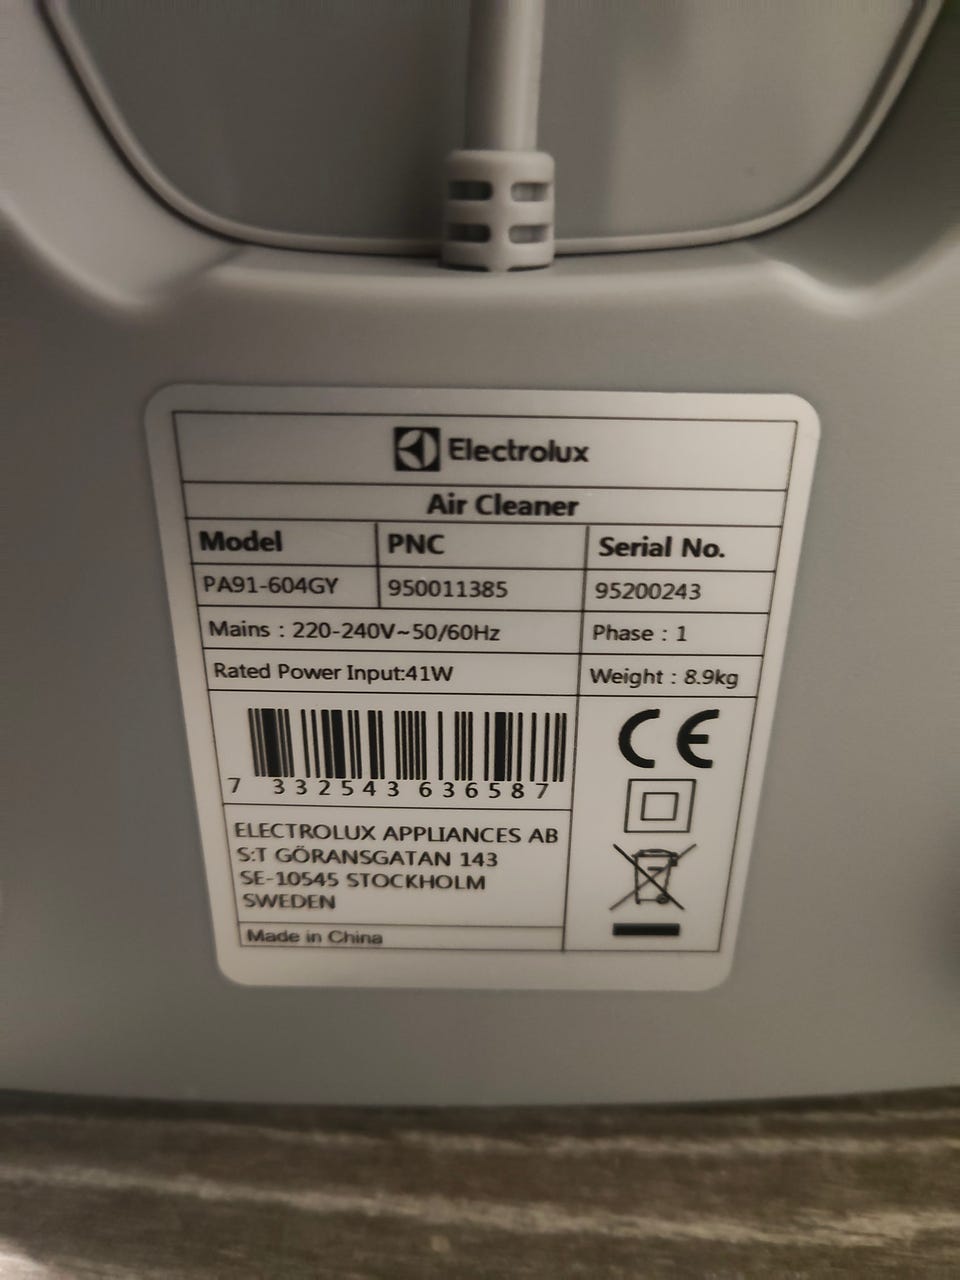 Electrolux
Air Cleaner
Model PNC Serial No.
PA91-604GY 950011385 95200243
Mains : 220-240V~50/60Hz Phase : 1
Rated Power Input:41W Weight : 8.9kg
7 332543 636587
CE
ELECTROLUX APPLIANCES AB
S:T GÖRANSGATAN 143
SE-10545 STOCKHOLM
SWEDEN
Made in China